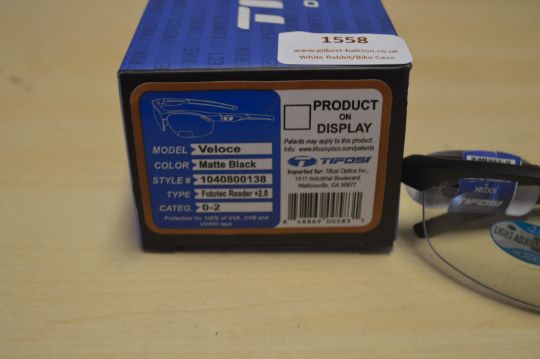 1558
www.gilbert-baitson.co.uk
White Rabbit/Bike Cave
MODEL Veloce
COLOR Matte Black
STYLE # 1040800138
TYPE Fototec Reader +2.0
CATEG. 0-2
Protection for 100% of UVA, UVB and
UV400 rays.
PRODUCT
ON
DISPLAY
Patents may apply to this product.
Info: www.tifosioptics.com/patents
TIFOSI
Imported for: Tifosi Optics Inc.,
1011 Industrial Boulevard,
Watkinsville, GA 30677
8 48869 00583 1
VELOCE
TIFOSI
LIGHT ADJUS